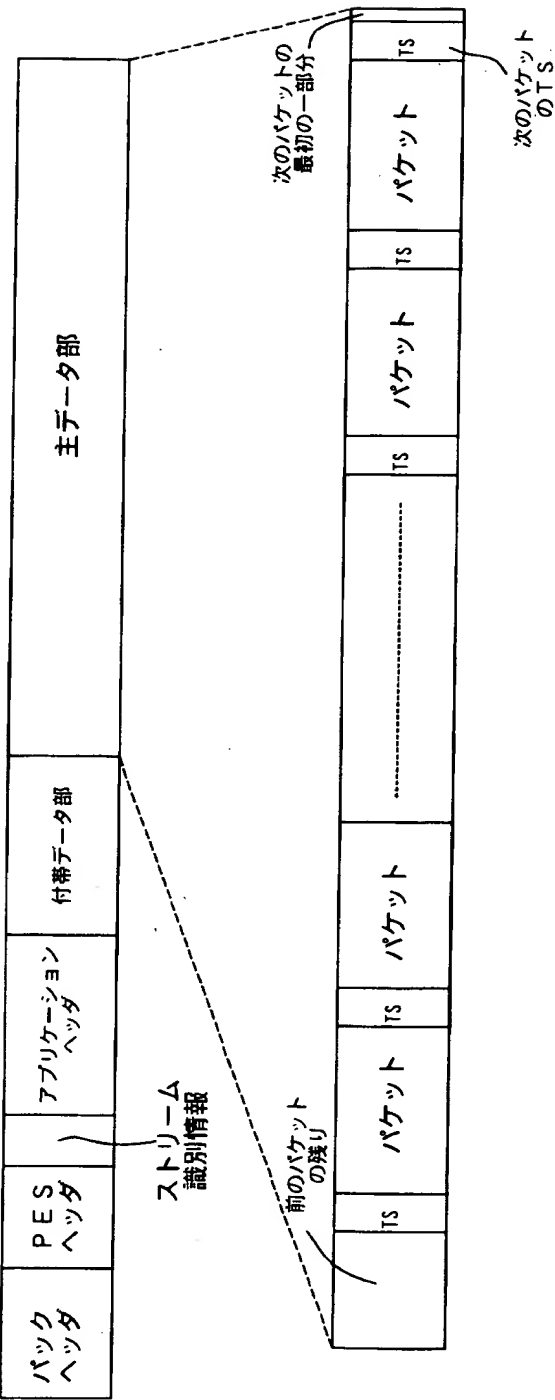 パック
ヘッダ
PES
ヘッダ
ストリーム
識別情報
アプリケーション
ヘッダ
付帯データ部
主データ部
前のパケット
の残り
TS
パケット
TS
パケット
TS
パケット
TS
パケット
TS
次のパケットの
最初の一部分
次のパケット
のTS